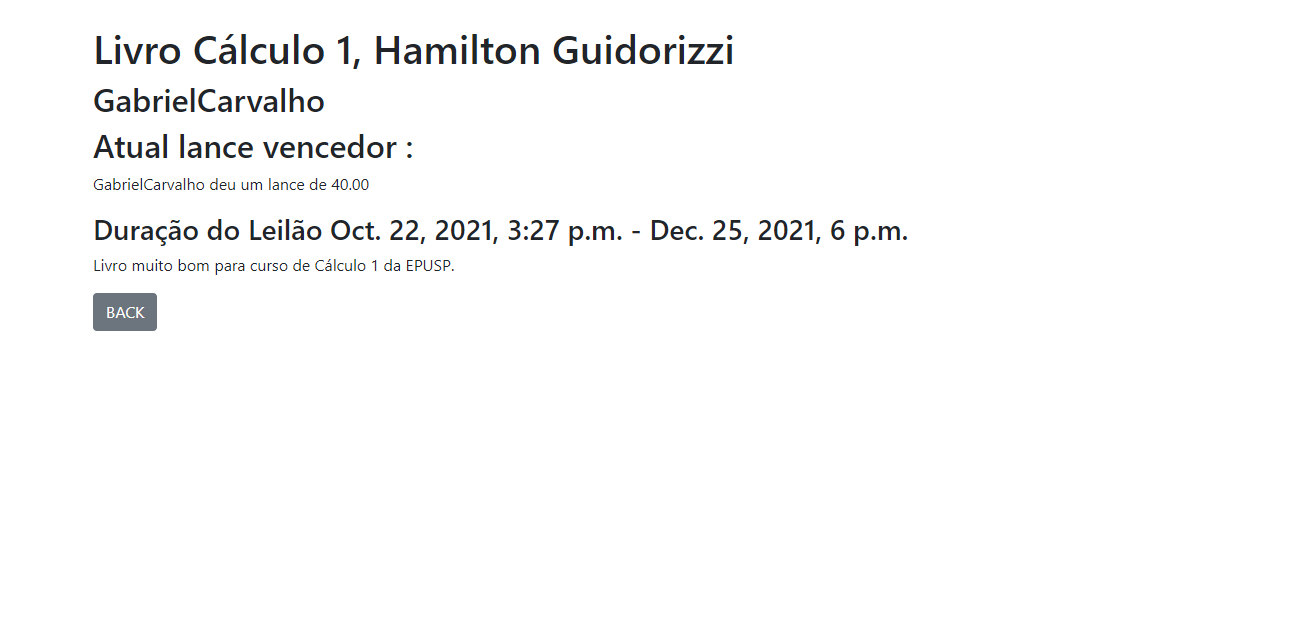 Livro Cálculo 1, Hamilton Guidorizzi
GabrielCarvalho
Atual lance vencedor :
GabrielCarvalho deu um lance de 40.00
Duração do Leilão Oct. 22, 2021, 3:27 p.m. - Dec. 25, 2021, 6 p.m.
Livro muito bom para curso de Cálculo 1 da EPUSP.
BACK